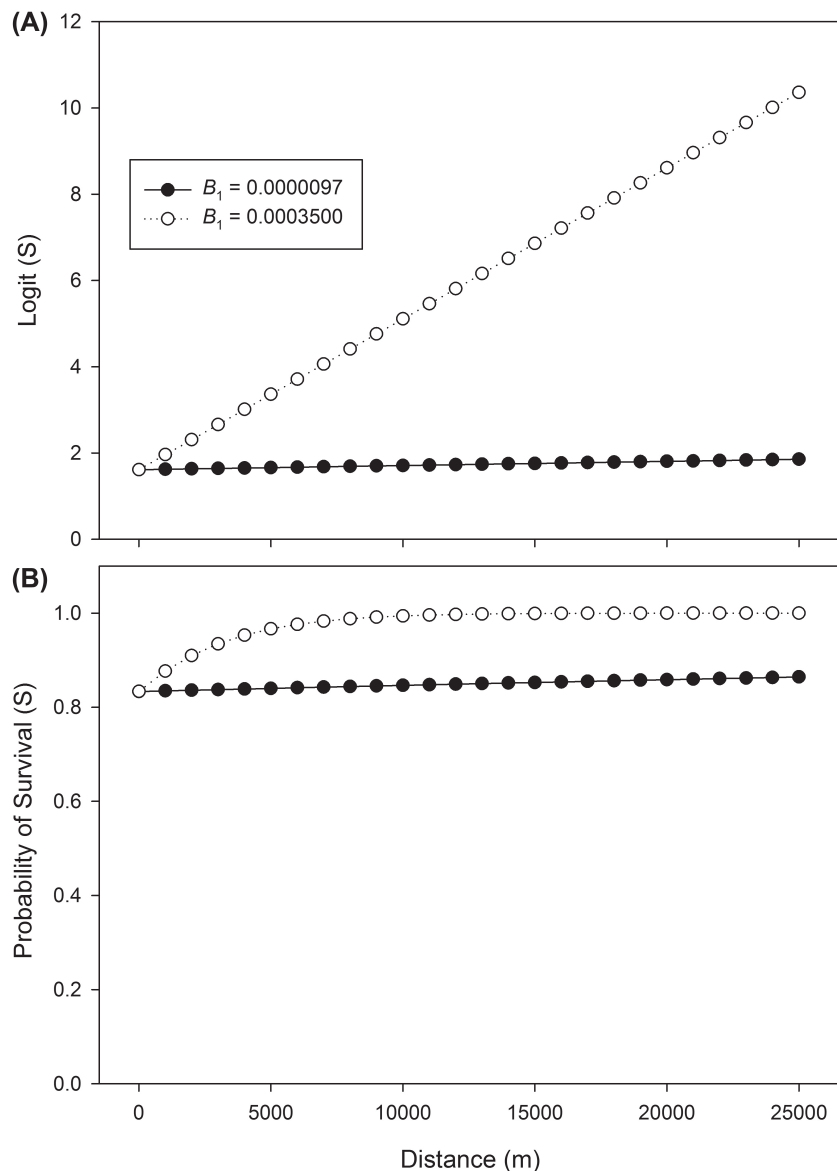 (A)
12
10
8
6
4
2
0
Logit (S)
B1 = 0.0000097
B1 = 0.0003500
(B)
1.0
0.8
0.6
0.4
0.2
0.0
Probability of Survival (S)
0 5000 10000 15000 20000 25000
Distance (m)